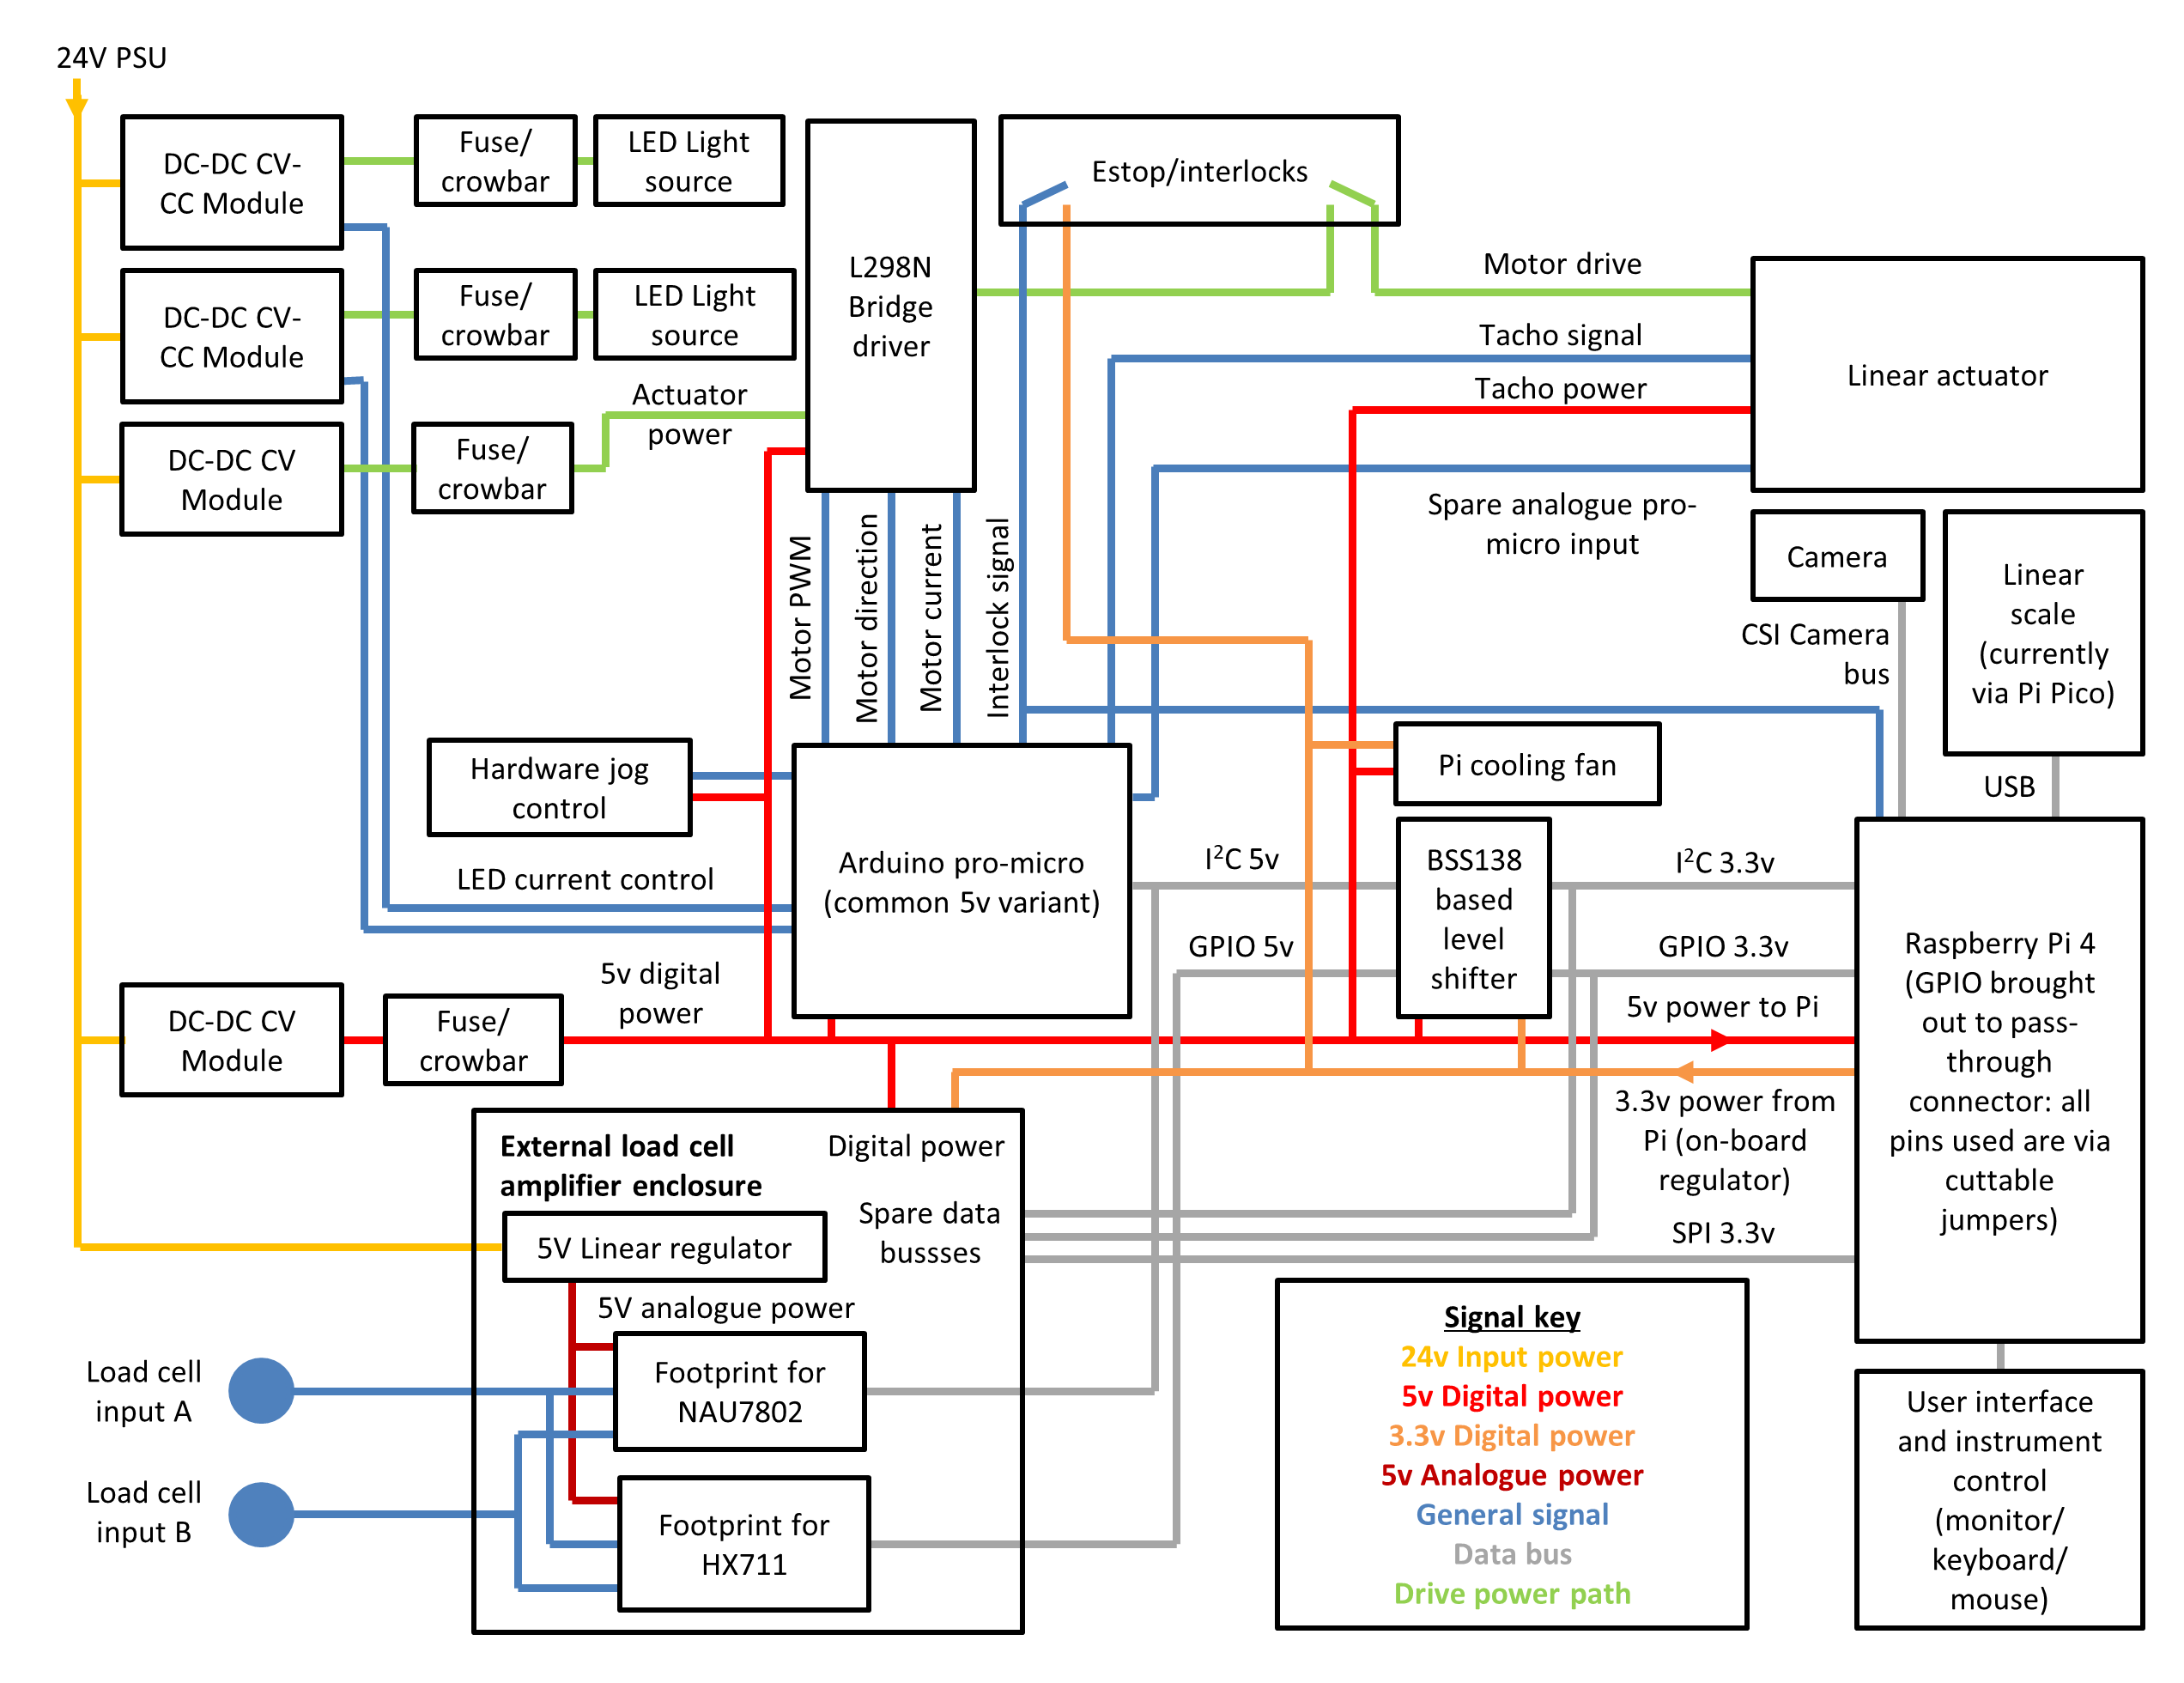 24V PSU
DC-DC CV-
CC Module
Fuse/
crowbar
LED Light
source
L298N
Bridge
driver
Estop/interlocks
DC-DC CV-
CC Module
Fuse/
crowbar
LED Light
source
Motor drive
Tacho signal
Tacho power
Linear actuator
Actuator
power
DC-DC CV
Module
Fuse/
crowbar
Spare analogue pro-
micro input
Motor PWM
Motor direction
Motor current
Interlock signal
Camera
CSI Camera
bus
Linear
scale
(currently
via Pi Pico)
USB
Hardware jog
control
Pi cooling fan
LED current control
Arduino pro-micro
(common 5v variant)
I²C 5v
GPIO 5v
BSS138
based
level
shifter
I²C 3.3v
GPIO 3.3v
5v power to Pi
Raspberry Pi 4
(GPIO brought
out to pass-
through
connector: all
pins used are via
cuttable
jumpers)
5v digital
power
DC-DC CV
Module
Fuse/
crowbar
3.3v power from
Pi (on-board
regulator)
SPI 3.3v
External load cell
amplifier enclosure
Digital power
Spare data
bussses
5V Linear regulator
5V analogue power
Load cell
input A
Footprint for
NAU7802
Load cell
input B
Footprint for
HX711
Signal key
24v Input power
5v Digital power
3.3v Digital power
5v Analogue power
General signal
Data bus
Drive power path
User interface
and instrument
control
(monitor/
keyboard/
mouse)